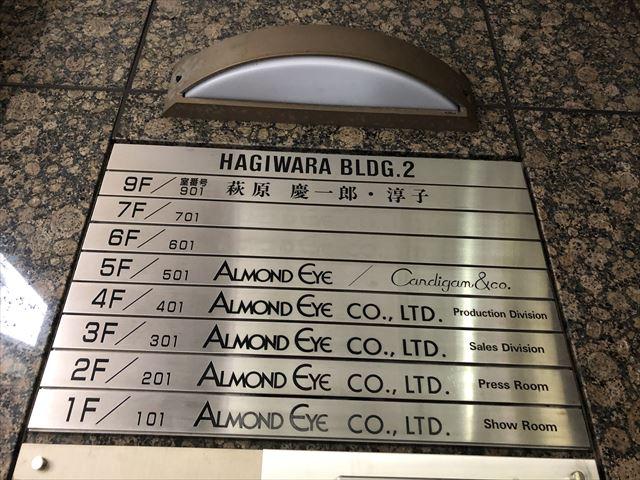 HAGIWARA BLDG.2
9F/室番号 901 萩原 慶一郎・淳子
7F/701
6F/601
5F/501 ALMOND EYE / Cardigan&co.
4F/401 ALMOND EYE CO., LTD. Production Division
3F/301 ALMOND EYE CO., LTD. Sales Division
2F/201 ALMOND EYE CO., LTD. Press Room
1F/101 ALMOND EYE CO., LTD. Show Room